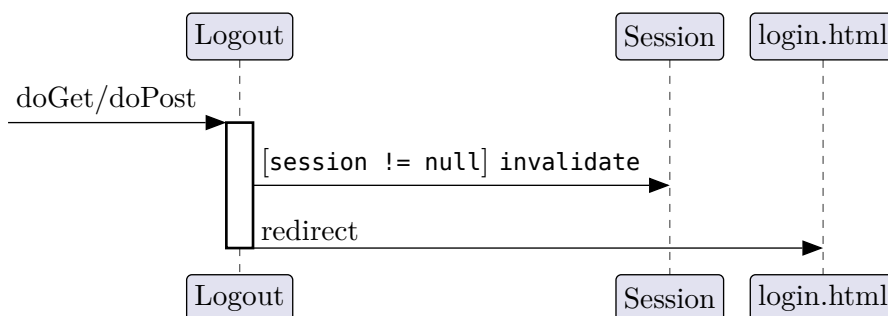 Logout Session login.html
doGet/doPost
[session != null] invalidate
redirect
Logout Session login.html